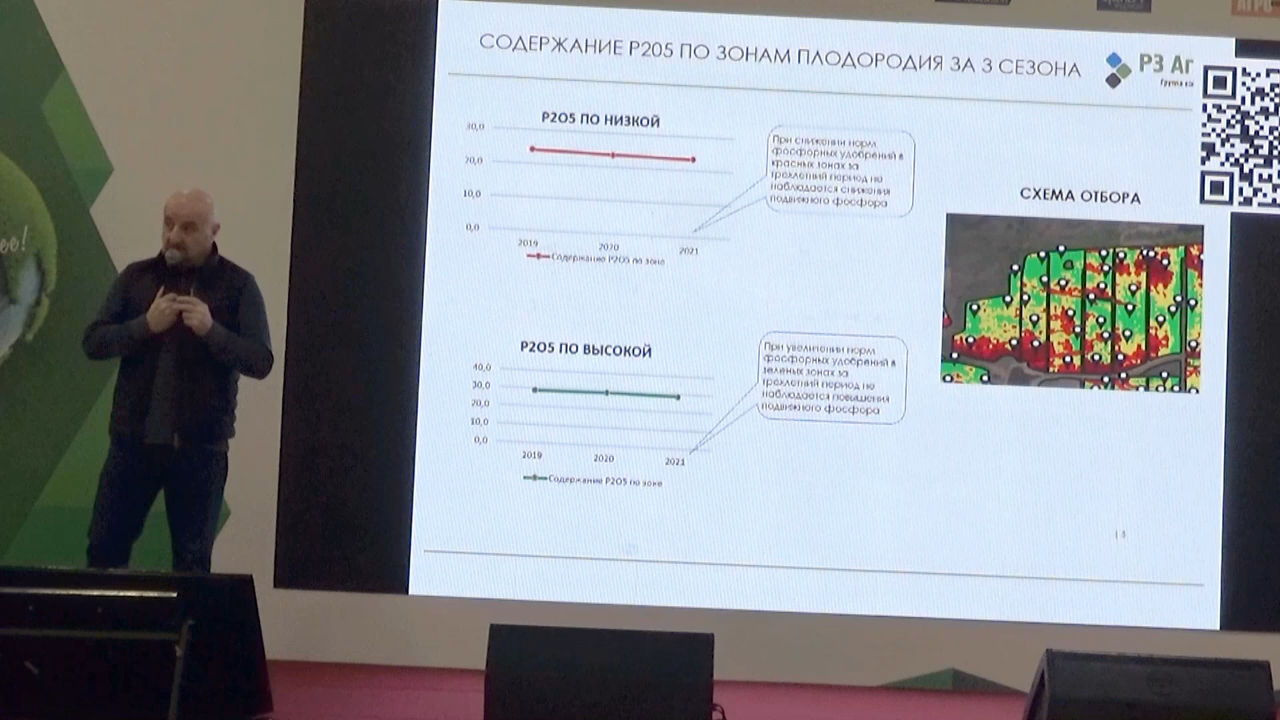 СОДЕРЖАНИЕ P205 ПО ЗОНАМ ПЛОДОРОДИЯ ЗА 3 СЕЗОНА
РЗ Аг
P2O5 ПО НИЗКОЙ
30,0
20,0
10,0
0,0
2019
2020
2021
Содержание P2O5 по зоне
При снижении норм
фосфорных удобрений в
красных зонах за
трехлетний период не
наблюдается снижения
подвижного фосфора
СХЕМА ОТБОРА
P2O5 ПО ВЫСОКОЙ
40,0
30,0
20,0
10,0
0,0
2019
2020
2021
Содержание P2O5 по зоне
При увеличении норм
фосфорных удобрений в
зеленых зонах за
трехлетний период не
наблюдается повышения
подвижного фосфора
АГРО